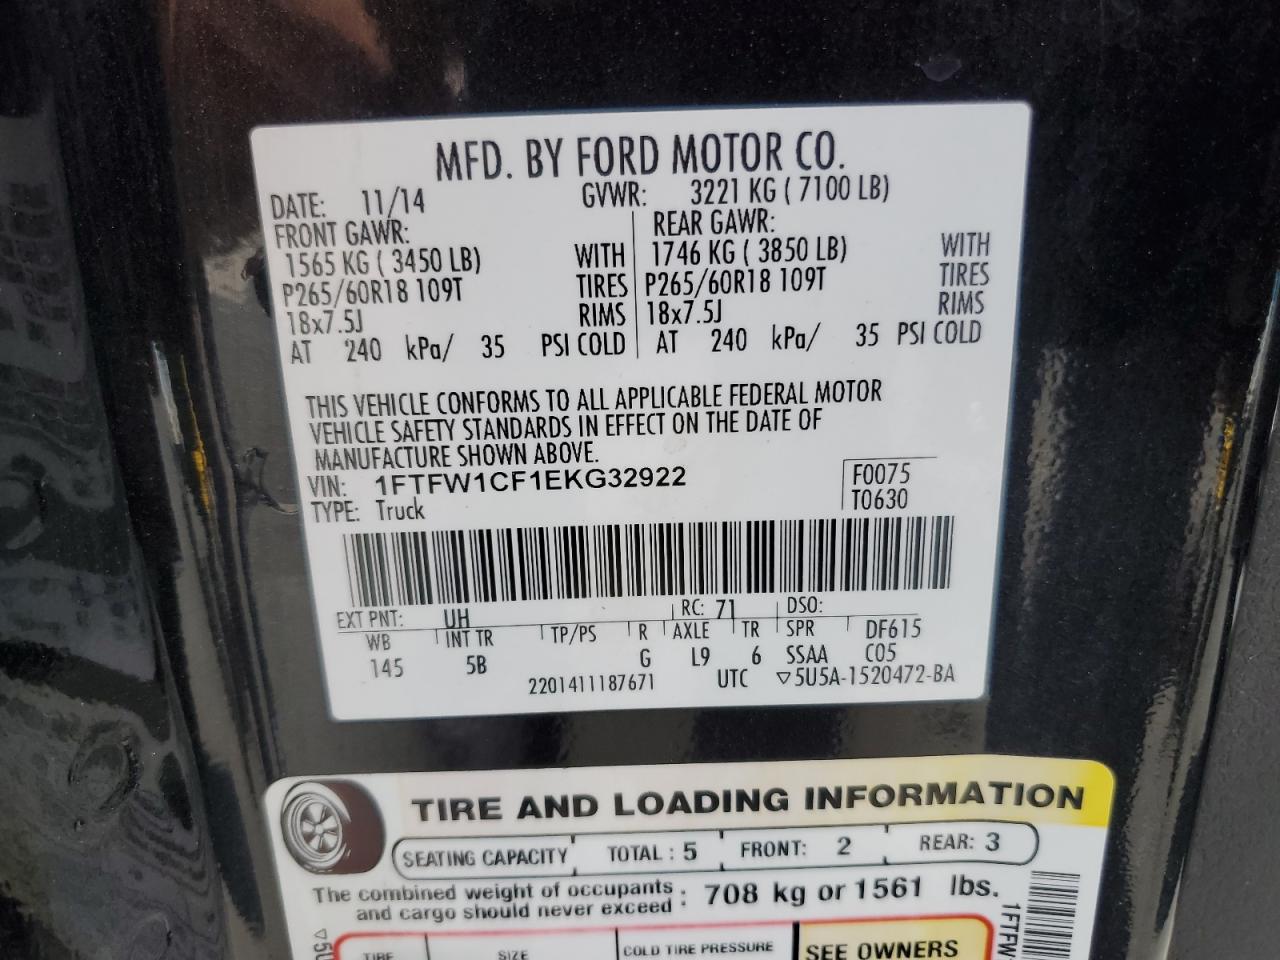 MFD. BY FORD MOTOR CO.
DATE: 11/14 GVWR: 3221 KG ( 7100 LB)
FRONT GAWR: REAR GAWR:
1565 KG ( 3450 LB) WITH 1746 KG ( 3850 LB) WITH
P265/60R18 109T TIRES P265/60R18 109T TIRES
18x7.5J RIMS 18x7.5J RIMS
AT 240 kPa/ 35 PSI COLD AT 240 kPa/ 35 PSI COLD
THIS VEHICLE CONFORMS TO ALL APPLICABLE FEDERAL MOTOR
VEHICLE SAFETY STANDARDS IN EFFECT ON THE DATE OF
MANUFACTURE SHOWN ABOVE.
VIN: 1FTFW1CF1EKG32922 F0075
TYPE: Truck T0630
EXT PNT: UH RC: 71 DSO:
WB INT TR TP/PS R AXLE TR SPR DF615
145 5B G L9 6 SSAA C05
2201411187671 UTC ▽5U5A-1520472-BA
TIRE AND LOADING INFORMATION
SEATING CAPACITY TOTAL : 5 FRONT: 2 REAR: 3
The combined weight of occupants : 708 kg or 1561 lbs.
and cargo should never exceed
TIRE SIZE COLD TIRE PRESSURE SEE OWNERS
▽5U
1FTFW